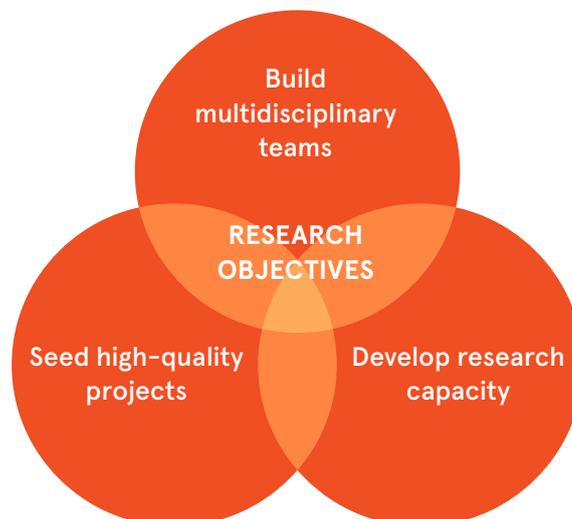 Build
multidisciplinary
teams
RESEARCH
OBJECTIVES
Seed high-quality
projects
Develop research
capacity